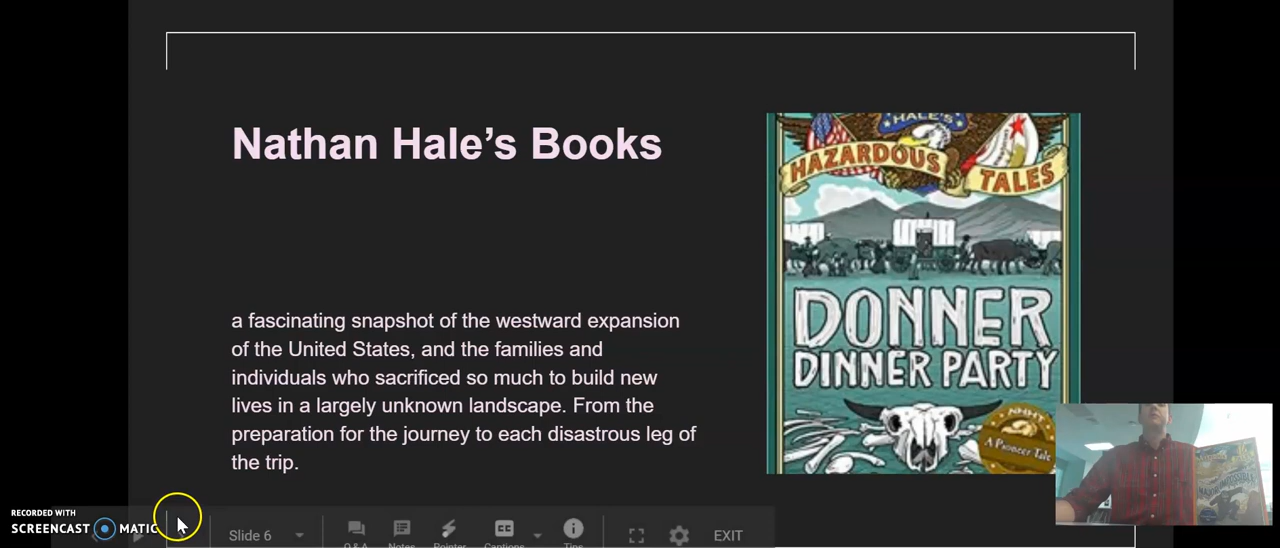 Nathan Hale's Books
a fascinating snapshot of the westward expansion
of the United States, and the families and
individuals who sacrificed so much to build new
lives in a largely unknown landscape. From the
preparation for the journey to each disastrous leg of
the trip.
HALE'S
HAZARDOUS
TALES
DONNER
DINNER PARTY
A Pioneer Tale
RECORDED WITH
SCREENCAST MATIC
Slide 6
Q & A
Notes
Pointer
Captions
Tips
EXIT